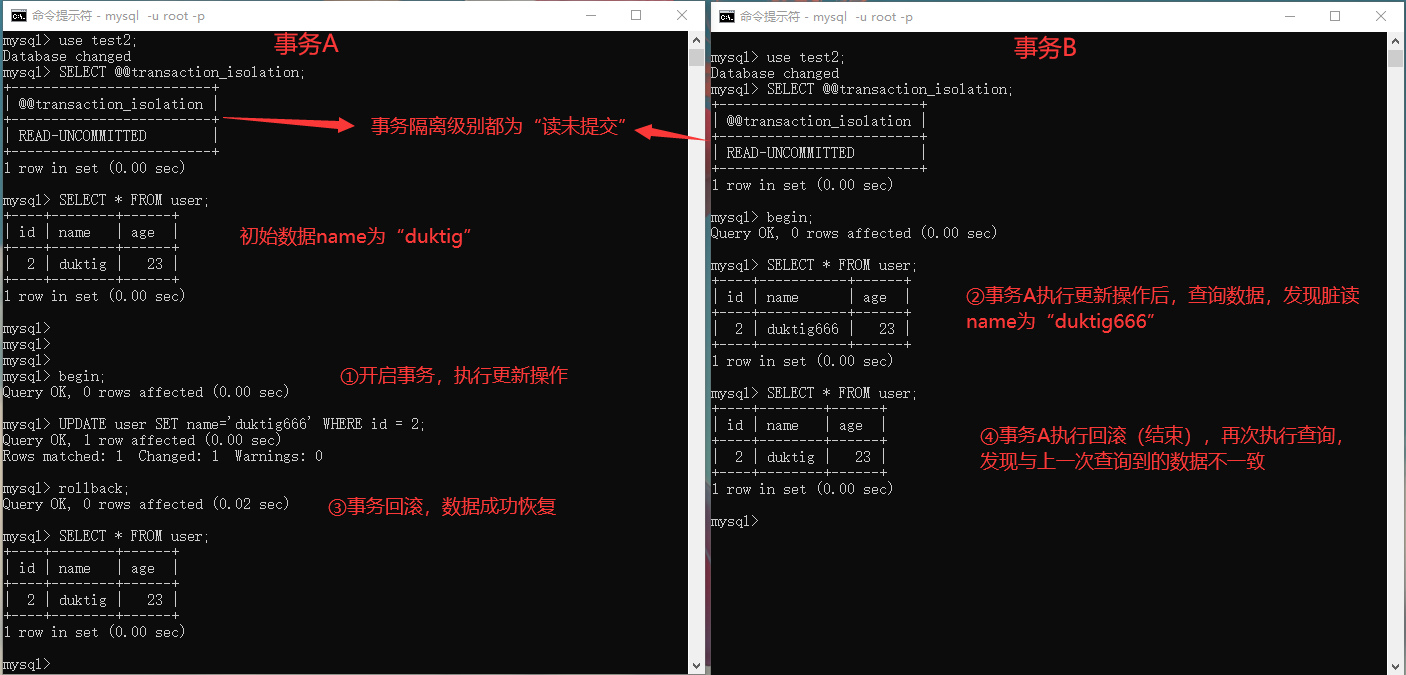 命令提示符 - mysql -u root -p
mysql> use test2;
事务A
Database changed
mysql> SELECT @@transaction_isolation;
+-------------------------+
| @@transaction_isolation |
+-------------------------+
| READ-UNCOMMITTED        |
+-------------------------+
1 row in set (0.00 sec)
事务隔离级别都为“读未提交”
mysql> SELECT * FROM user;
+----+--------+------+
| id | name   | age  |
+----+--------+------+
|  2 | duktig |   23 |
+----+--------+------+
1 row in set (0.00 sec)
初始数据name为“duktig”
mysql>
mysql>
mysql>
mysql> begin;
Query OK, 0 rows affected (0.00 sec)
①开启事务，执行更新操作
mysql> UPDATE user SET name='duktig666' WHERE id = 2;
Query OK, 1 row affected (0.00 sec)
Rows matched: 1  Changed: 1  Warnings: 0
mysql> rollback;
Query OK, 0 rows affected (0.02 sec)
③事务回滚，数据成功恢复
mysql> SELECT * FROM user;
+----+--------+------+
| id | name   | age  |
+----+--------+------+
|  2 | duktig |   23 |
+----+--------+------+
1 row in set (0.00 sec)
mysql>
命令提示符 - mysql -u root -p
事务B
mysql> use test2;
Database changed
mysql> SELECT @@transaction_isolation;
+-------------------------+
| @@transaction_isolation |
+-------------------------+
| READ-UNCOMMITTED        |
+-------------------------+
1 row in set (0.00 sec)
mysql> begin;
Query OK, 0 rows affected (0.00 sec)
mysql> SELECT * FROM user;
+----+-----------+------+
| id | name      | age  |
+----+-----------+------+
|  2 | duktig666 |   23 |
+----+-----------+------+
1 row in set (0.00 sec)
②事务A执行更新操作后，查询数据，发现脏读
name为“duktig666”
mysql> SELECT * FROM user;
+----+--------+------+
| id | name   | age  |
+----+--------+------+
|  2 | duktig |   23 |
+----+--------+------+
1 row in set (0.00 sec)
④事务A执行回滚（结束），再次执行查询，
发现与上一次查询到的数据不一致
mysql>